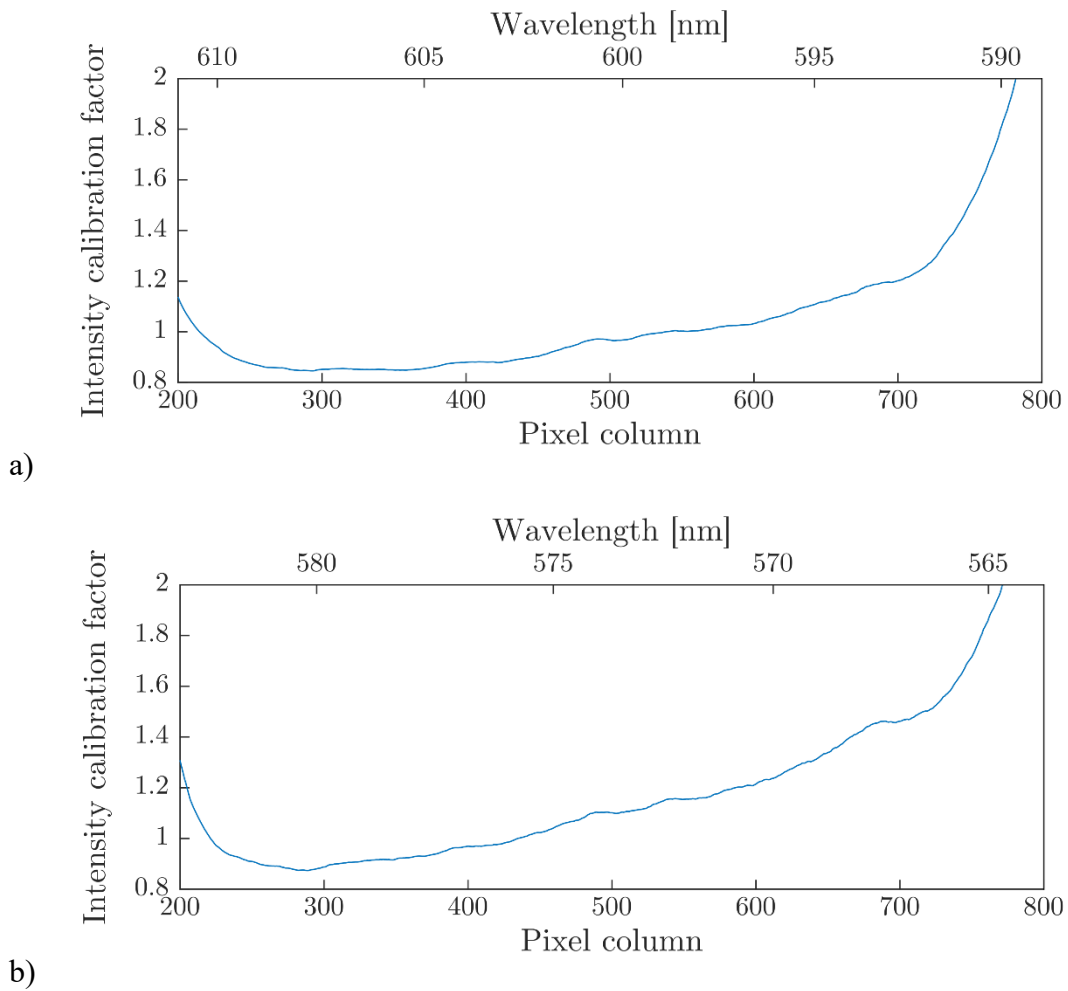 Wavelength [nm]
610 605 600 595 590
2
1.8
1.6
1.4
1.2
1
0.8
Intensity calibration factor
200 300 400 500 600 700 800
Pixel column
a)
Wavelength [nm]
580 575 570 565
2
1.8
1.6
1.4
1.2
1
0.8
Intensity calibration factor
200 300 400 500 600 700 800
Pixel column
b)